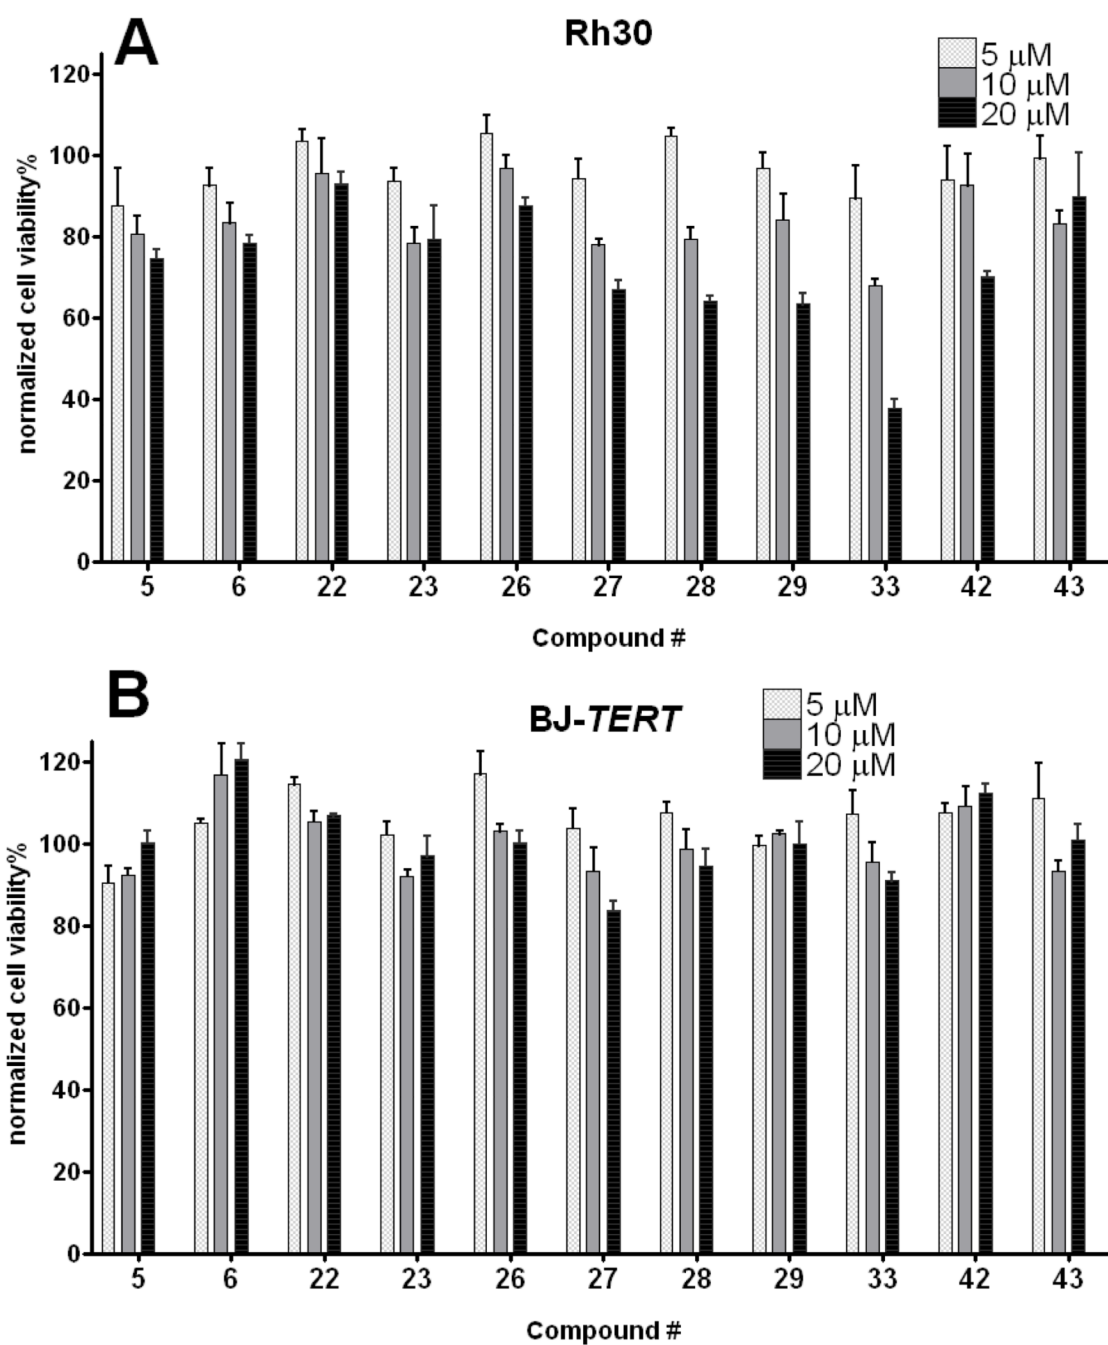 A
Rh30
5 μM
10 μM
20 μM
normalized cell viability%
120
100
80
60
40
20
0
5 6 22 23 26 27 28 29 33 42 43
Compound #
B
BJ-TERT
5 μM
10 μM
20 μM
normalized cell viability%
120
100
80
60
40
20
0
5 6 22 23 26 27 28 29 33 42 43
Compound #